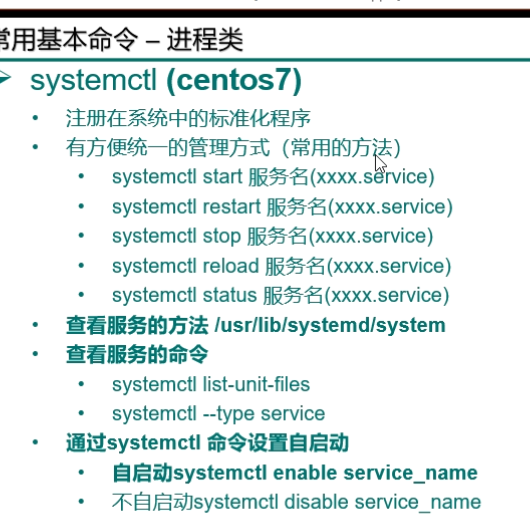 常用基本命令 – 进程类
systemctl (centos7)
• 注册在系统中的标准化程序
• 有方便统一的管理方式（常用的方法）
• systemctl start 服务名(xxxx.service)
• systemctl restart 服务名(xxxx.service)
• systemctl stop 服务名(xxxx.service)
• systemctl reload 服务名(xxxx.service)
• systemctl status 服务名(xxxx.service)
• 查看服务的方法 /usr/lib/systemd/system
• 查看服务的命令
• systemctl list-unit-files
• systemctl --type service
• 通过systemctl 命令设置自启动
• 自启动systemctl enable service_name
• 不自启动systemctl disable service_name